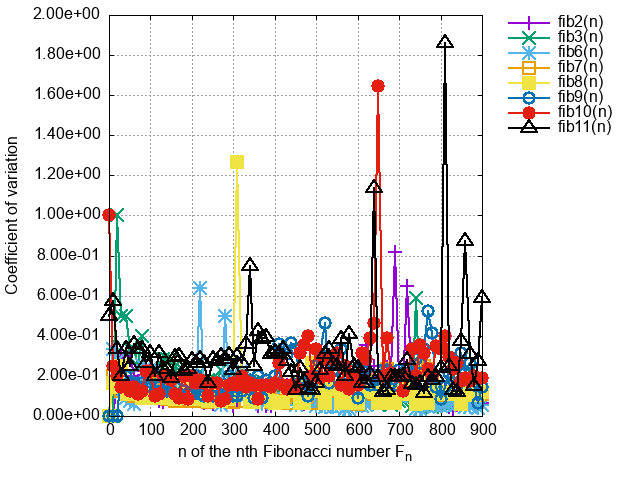 2.00e+00
1.80e+00
1.60e+00
1.40e+00
1.20e+00
1.00e+00
8.00e-01
6.00e-01
4.00e-01
2.00e-01
0.00e+00
Coefficient of variation
0 100 200 300 400 500 600 700 800 900
n of the nth Fibonacci number Fn
fib2(n)
fib3(n)
fib6(n)
fib7(n)
fib8(n)
fib9(n)
fib10(n)
fib11(n)